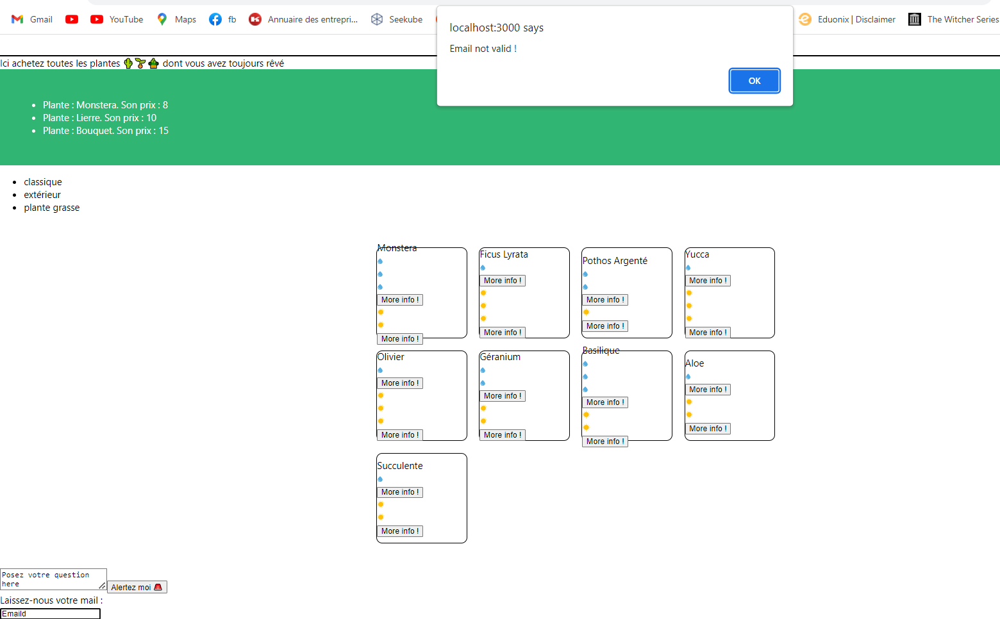 Gmail YouTube Maps fb Annuaire des entrepri... Seekube Eduonix | Disclaimer The Witcher Series
localhost:3000 says
Email not valid !
OK
Ici achetez toutes les plantes 🌵🌱🪴 dont vous avez toujours rêvé
• Plante : Monstera. Son prix : 8
• Plante : Lierre. Son prix : 10
• Plante : Bouquet. Son prix : 15
• classique
• extérieur
• plante grasse
Monstera
More info !
More info !
Ficus Lyrata
More info !
More info !
Pothos Argenté
More info !
More info !
Yucca
More info !
More info !
Olivier
More info !
More info !
Géranium
More info !
More info !
Basilique
More info !
More info !
Aloe
More info !
More info !
Succulente
More info !
More info !
Posez votre question
here
Alertez moi 🚨
Laissez-nous votre mail :
Emaild